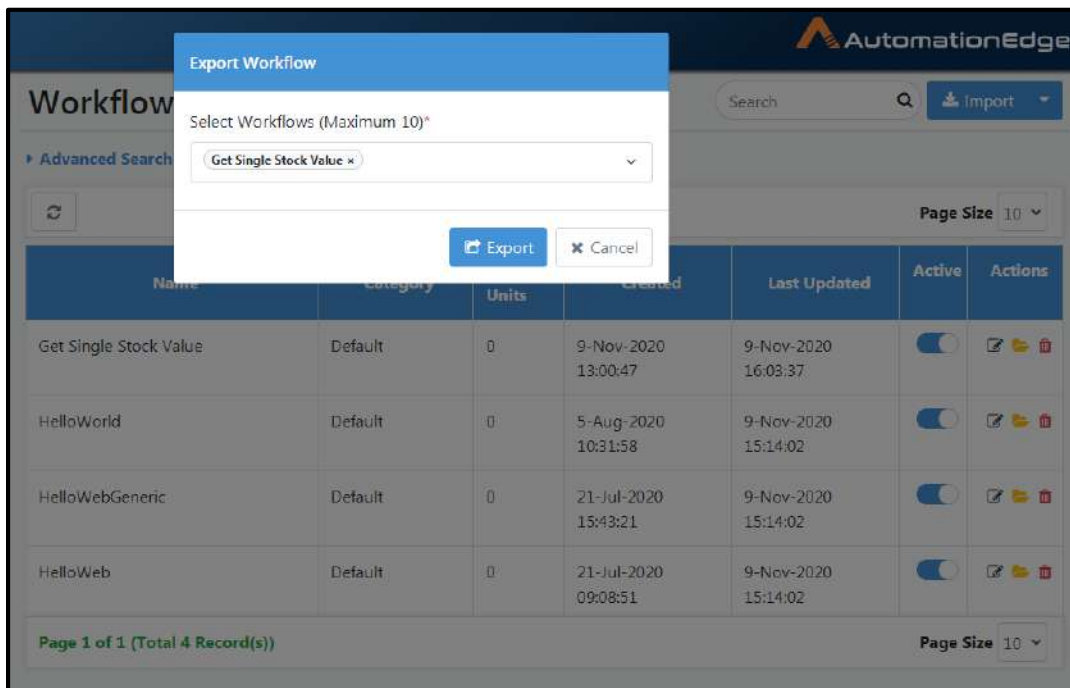 AutomationEdge
Export Workflow
Workflow
Search
Import
Select Workflows (Maximum 10)*
Advanced Search
Get Single Stock Value ×
Page Size 10
Export
Cancel
Name Category Units Created Last Updated Active Actions
Get Single Stock Value Default 0 9-Nov-2020 9-Nov-2020
13:00:47 16:03:37
HelloWorld Default 0 5-Aug-2020 9-Nov-2020
10:31:58 15:14:02
HelloWebGeneric Default 0 21-Jul-2020 9-Nov-2020
15:43:21 15:14:02
HelloWeb Default 0 21-Jul-2020 9-Nov-2020
09:08:51 15:14:02
Page 1 of 1 (Total 4 Record(s)) Page Size 10